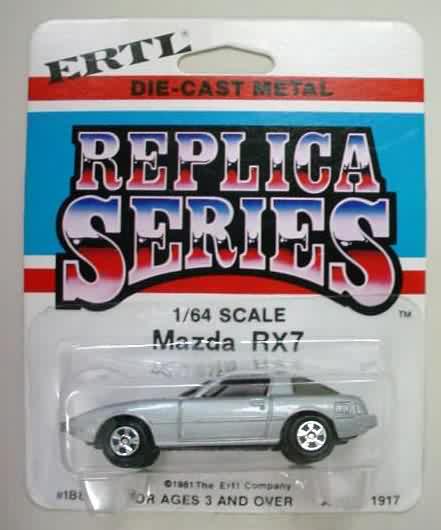 ERTL®
DIE-CAST METAL
REPLICA
SERIES
TM
1/64 SCALE
Mazda RX7
©1981 The Ertl Company
OR AGES 3 AND OVER 1917